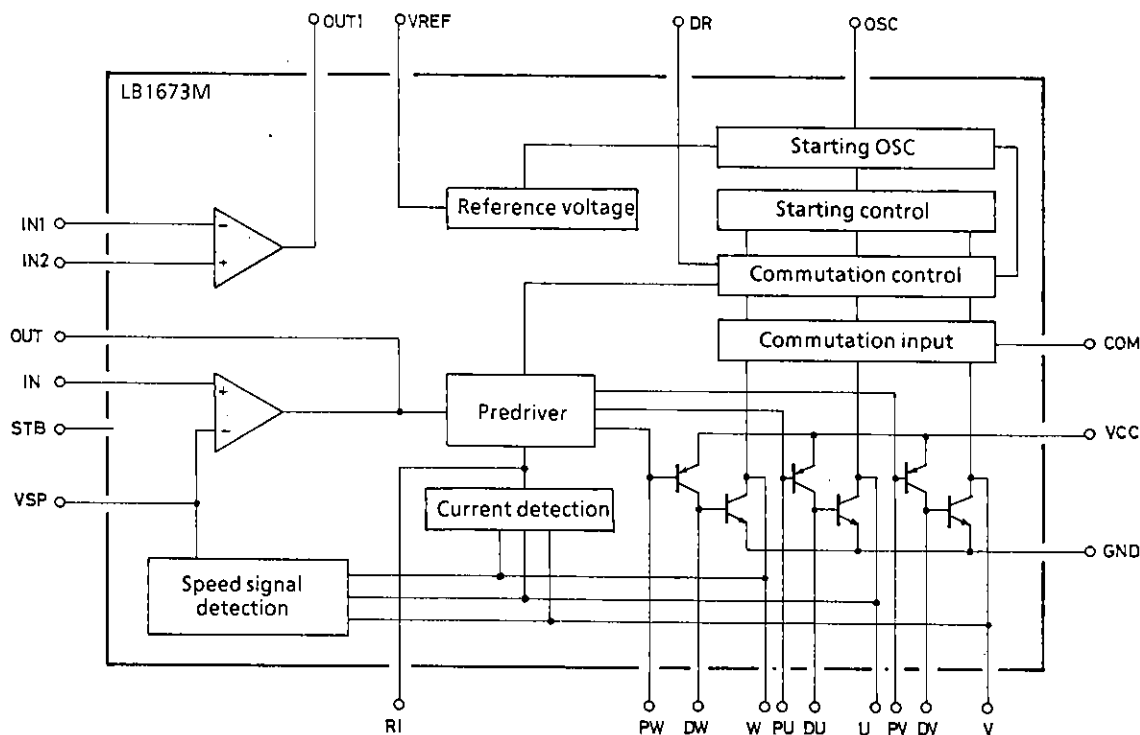 OUT1
VREF
DR
OSC
LB1673M
Starting OSC
Reference voltage
Starting control
IN1
-
IN2
+
Commutation control
OUT
Commutation input
COM
IN
+
Predriver
STB
-
VCC
VSP
Current detection
GND
Speed signal
detection
RI
PW
DW
W
PU
DU
U
PV
DV
V